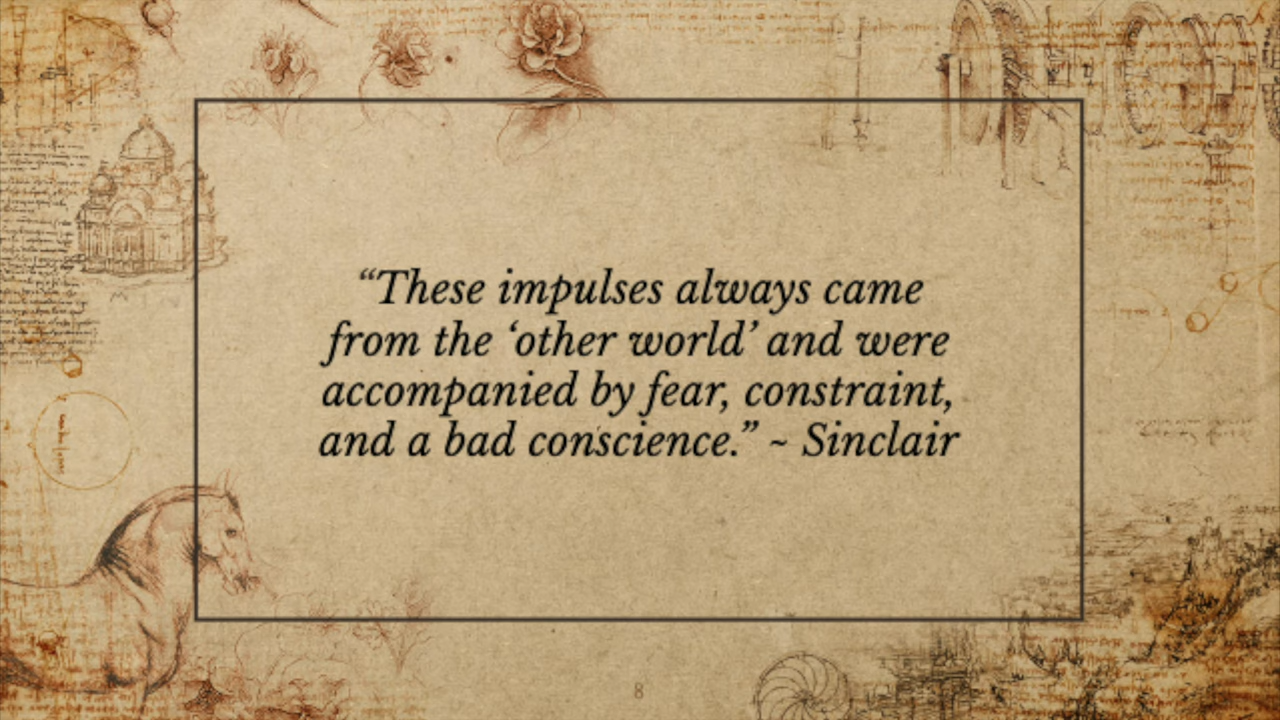 “These impulses always came
from the ‘other world’ and were
accompanied by fear, constraint,
and a bad conscience.” ~ Sinclair
8